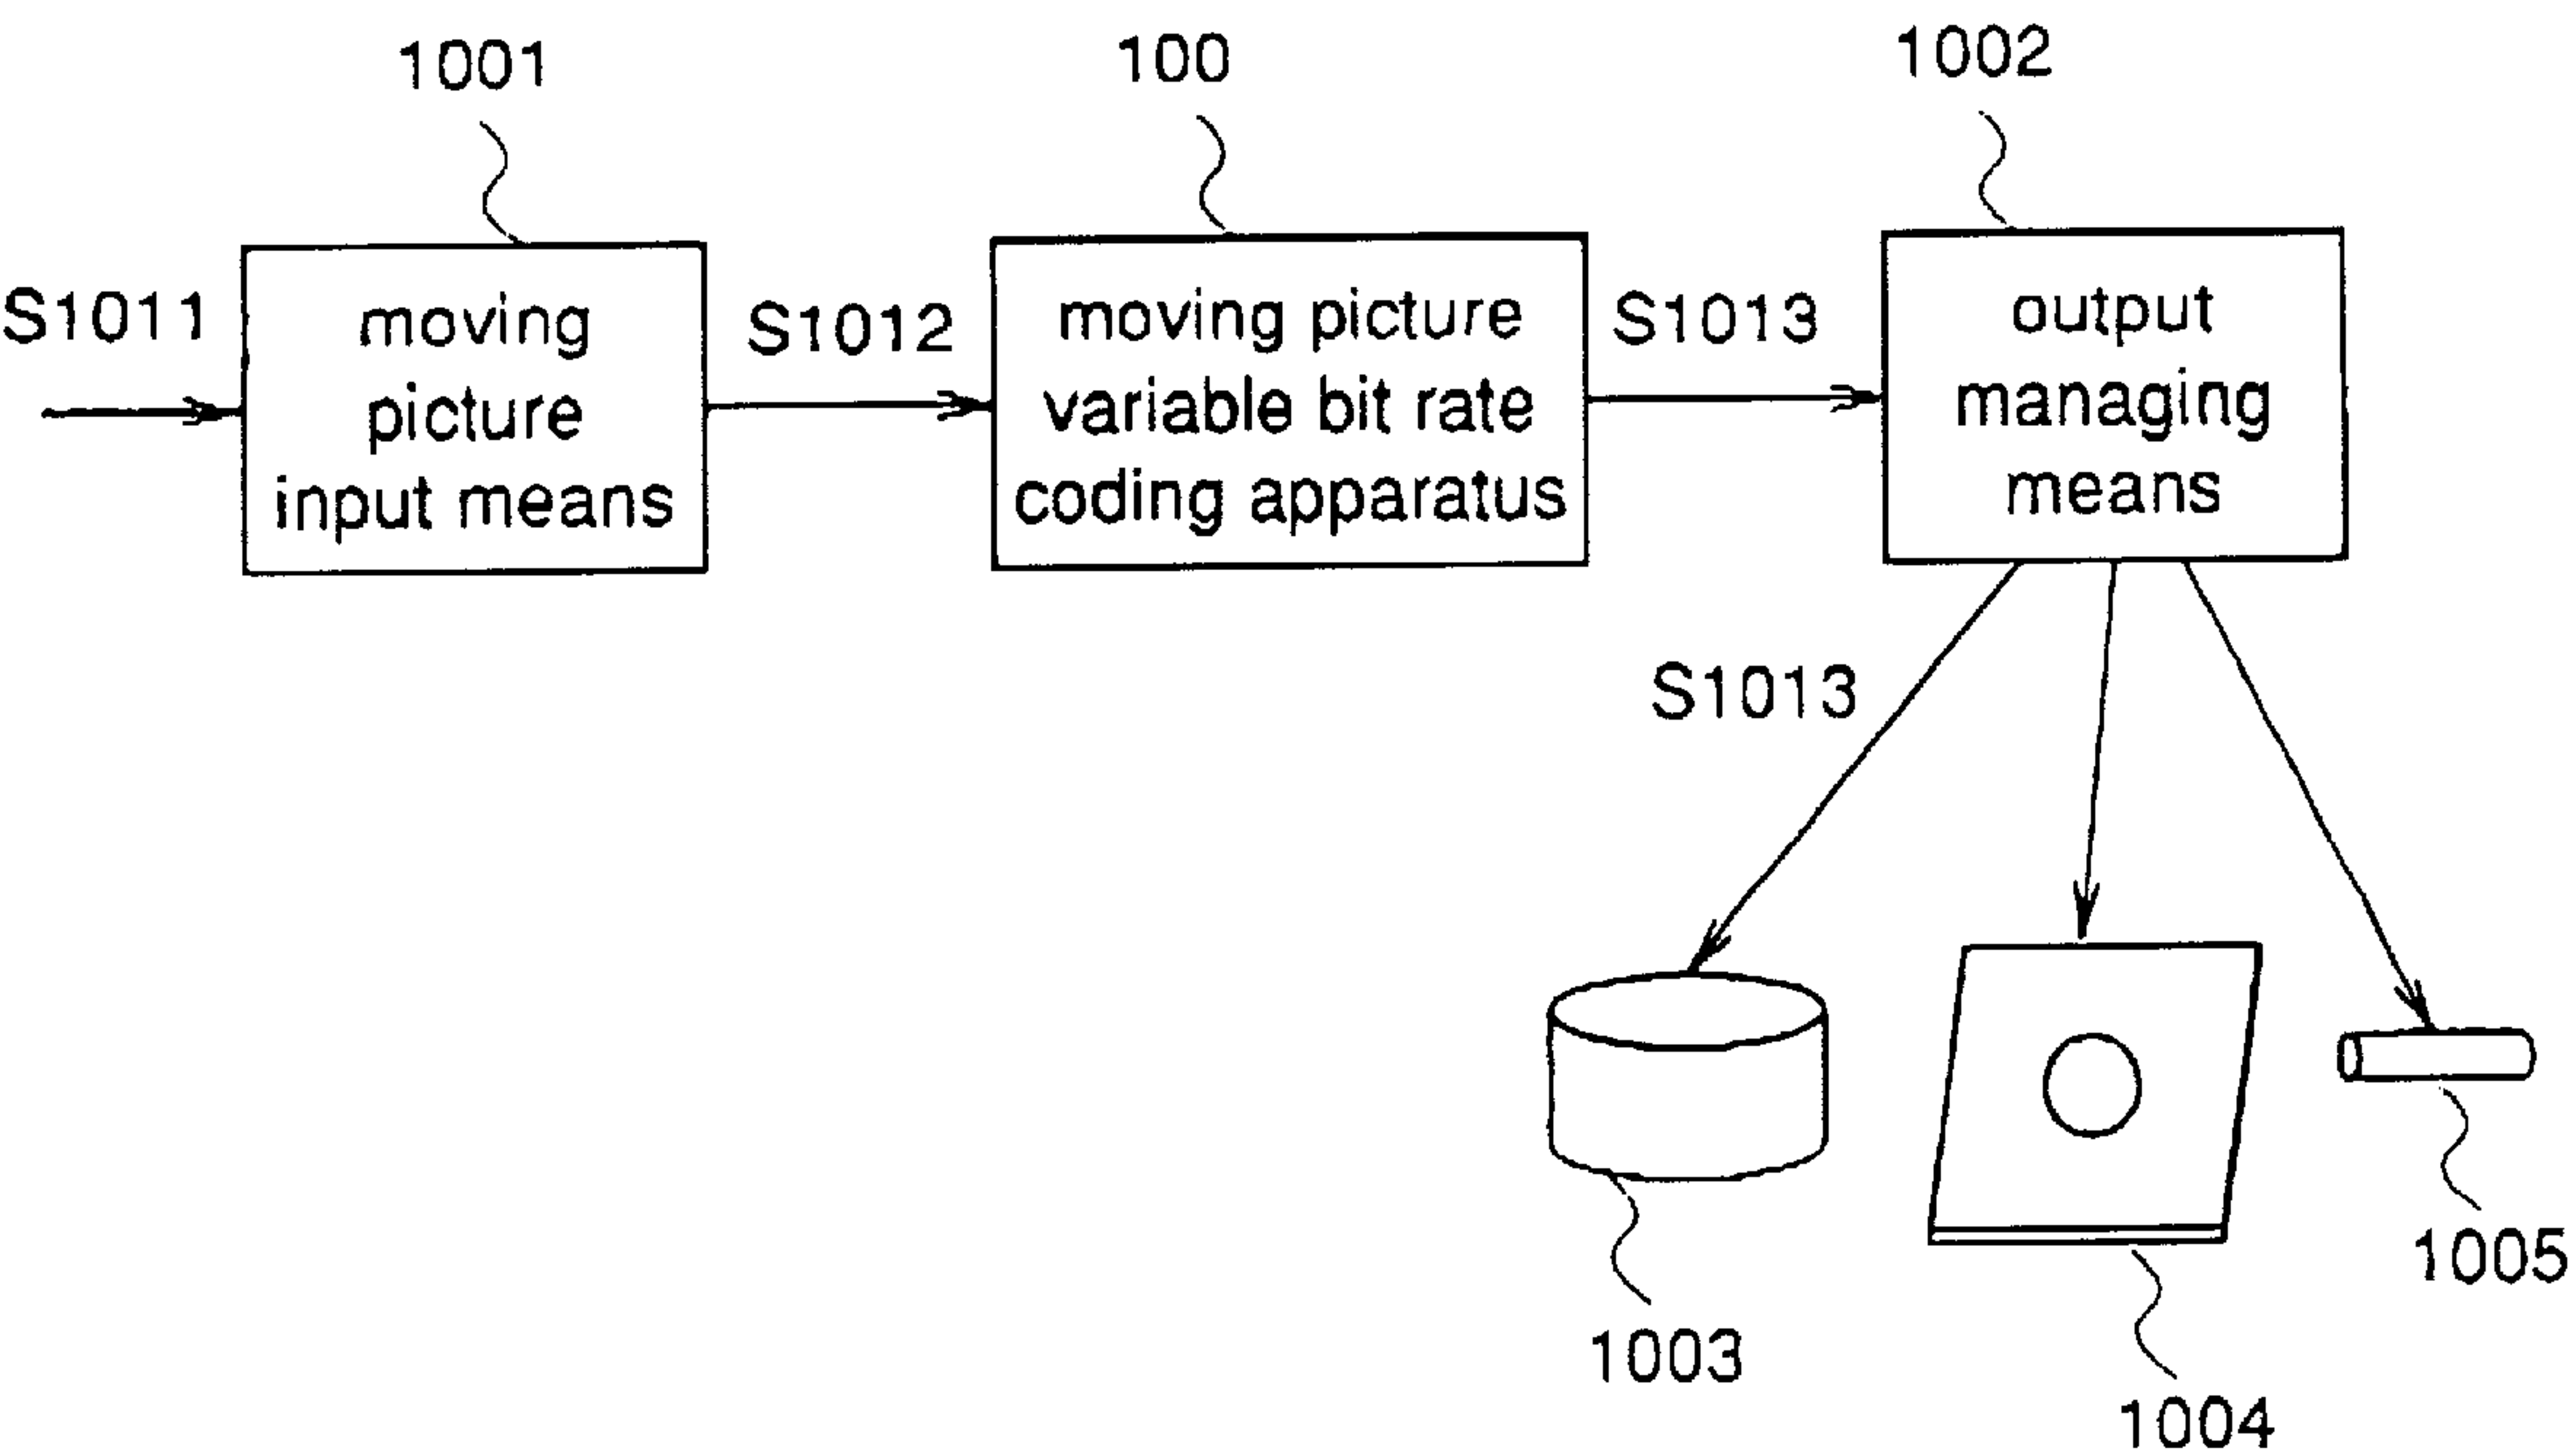 1001
100
1002
S1011
moving
picture
input means
S1012
moving picture
variable bit rate
coding apparatus
S1013
output
managing
means
S1013
1003
1004
1005